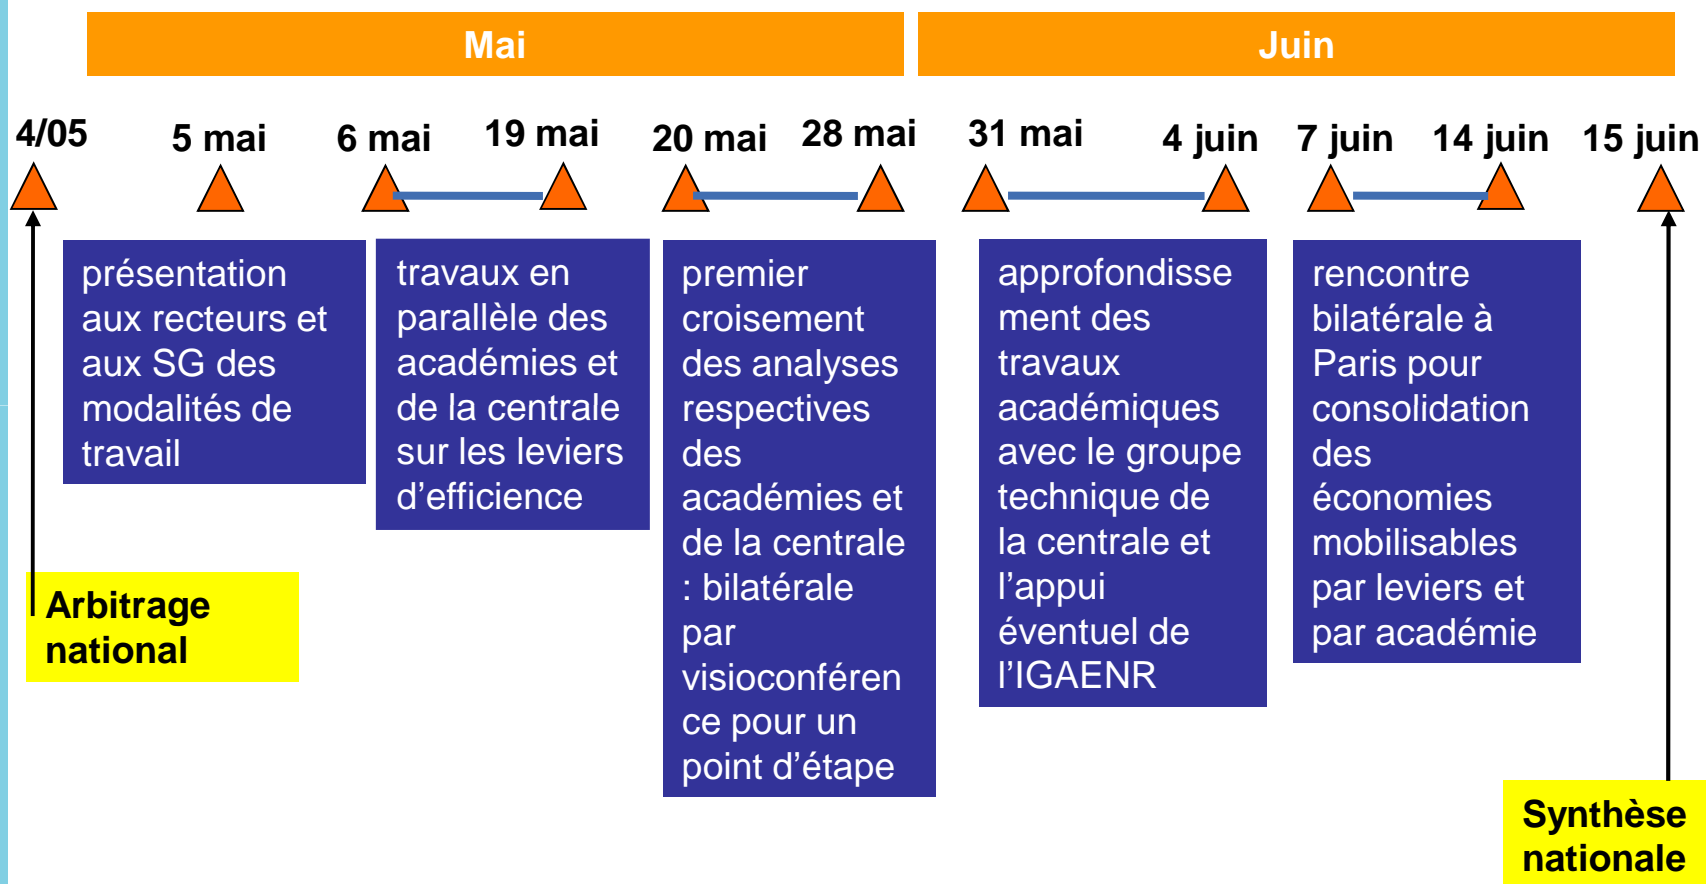 Mai
Juin
4/05
5 mai
6 mai
19 mai
20 mai
28 mai
31 mai
4 juin
7 juin
14 juin
15 juin
présentation
aux recteurs et
aux SG des
modalités de
travail
travaux en
parallèle des
académies et
de la centrale
sur les leviers
d’efficience
premier
croisement
des analyses
respectives
des
académies et
de la centrale
: bilatérale
par
visioconféren
ce pour un
point d’étape
approfondisse
ment des
travaux
académiques
avec le groupe
technique de
la centrale et
l’appui
éventuel de
l’IGAENR
rencontre
bilatérale à
Paris pour
consolidation
des
économies
mobilisables
par leviers et
par académie
Arbitrage
national
Synthèse
nationale